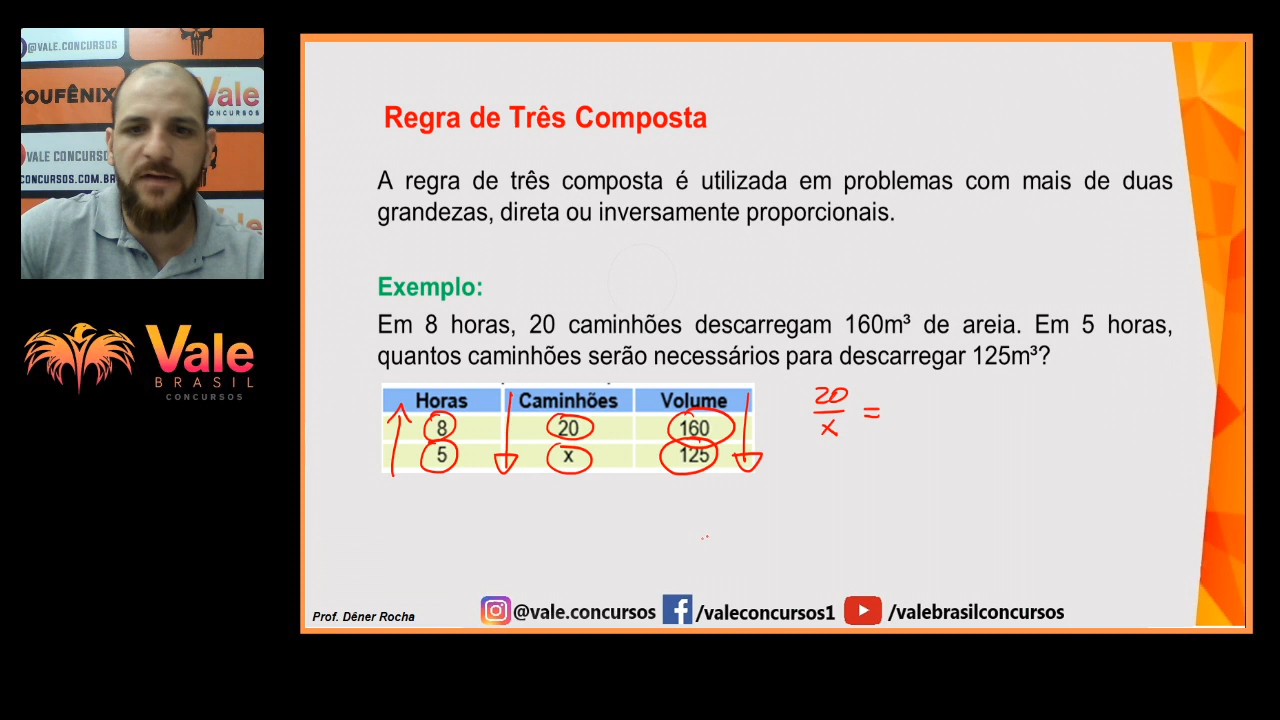 @VALE.CONCURSOS
SOUFÊNIX
Vale
CONCURSOS
VALE CONCURSO
CONCURSOS.COM.BR
Vale
BRASIL
CONCURSOS
Regra de Três Composta
A regra de três composta é utilizada em problemas com mais de duas
grandezas, direta ou inversamente proporcionais.
Exemplo:
Em 8 horas, 20 caminhões descarregam 160m³ de areia. Em 5 horas,
quantos caminhões serão necessários para descarregar 125m³?
Horas Caminhões Volume
8 20 160
5 x 125
20
x =
Prof. Dêner Rocha
@vale.concursos /valeconcursos1 /valebrasilconcursos